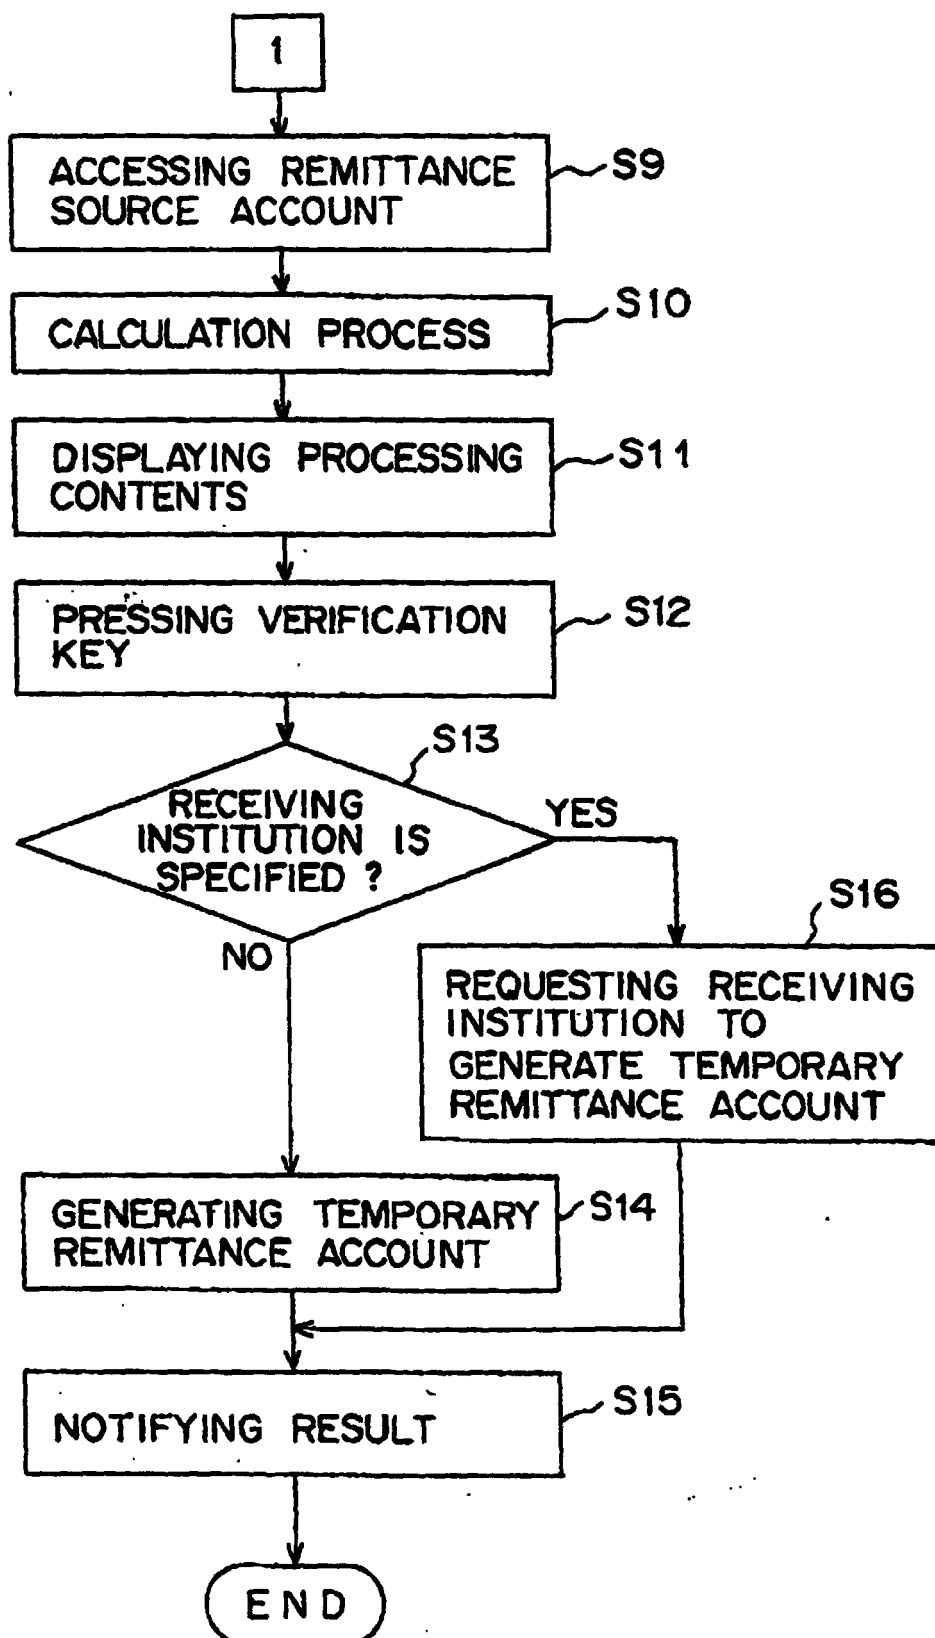 1
ACCESSING REMITTANCE
SOURCE ACCOUNT
S9
CALCULATION PROCESS
S10
DISPLAYING PROCESSING
CONTENTS
S11
PRESSING VERIFICATION
KEY
S12
S13
RECEIVING
INSTITUTION IS
SPECIFIED ?
YES
NO
S16
REQUESTING RECEIVING
INSTITUTION TO
GENERATE TEMPORARY
REMITTANCE ACCOUNT
GENERATING TEMPORARY
REMITTANCE ACCOUNT
S14
NOTIFYING RESULT
S15
END